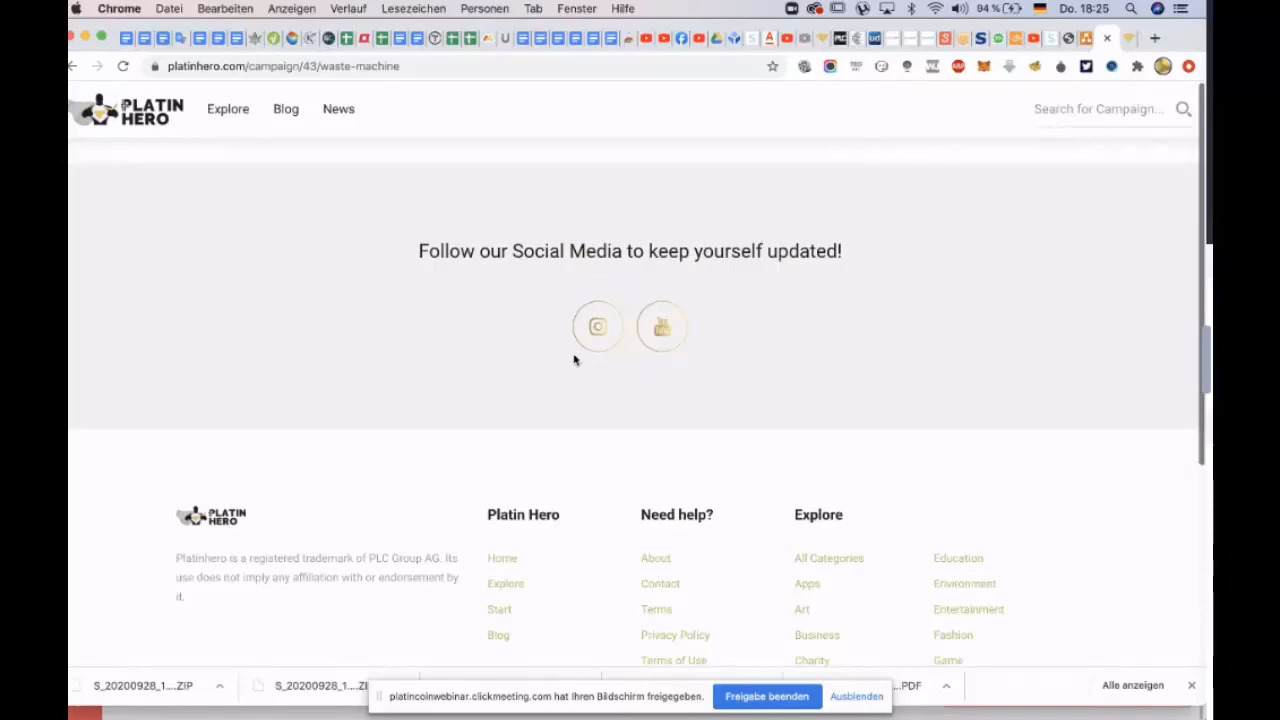 Chrome Datei Bearbeiten Anzeigen Verlauf Lesezeichen Personen Tab Fenster Hilfe 94 % Do. 18:25
platinhero.com/campaign/43/waste-machine
PLATIN HERO Explore Blog News Search for Campaign...
Follow our Social Media to keep yourself updated!
PLATIN HERO
Platin Hero Need help? Explore
Platinhero is a registered trademark of PLC Group AG. Its
use does not imply any affiliation with or endorsement by
it.
Home About All Categories Education
Explore Contact Apps Environment
Start Terms Art Entertainment
Blog Privacy Policy Business Fashion
Terms of Use Charity Game
S_20200928_1....ZIP S_20200928_1....ZI ...PDF Alle anzeigen
platincoinwebinar.clickmeeting.com hat Ihren Bildschirm freigegeben. Freigabe beenden Ausblenden